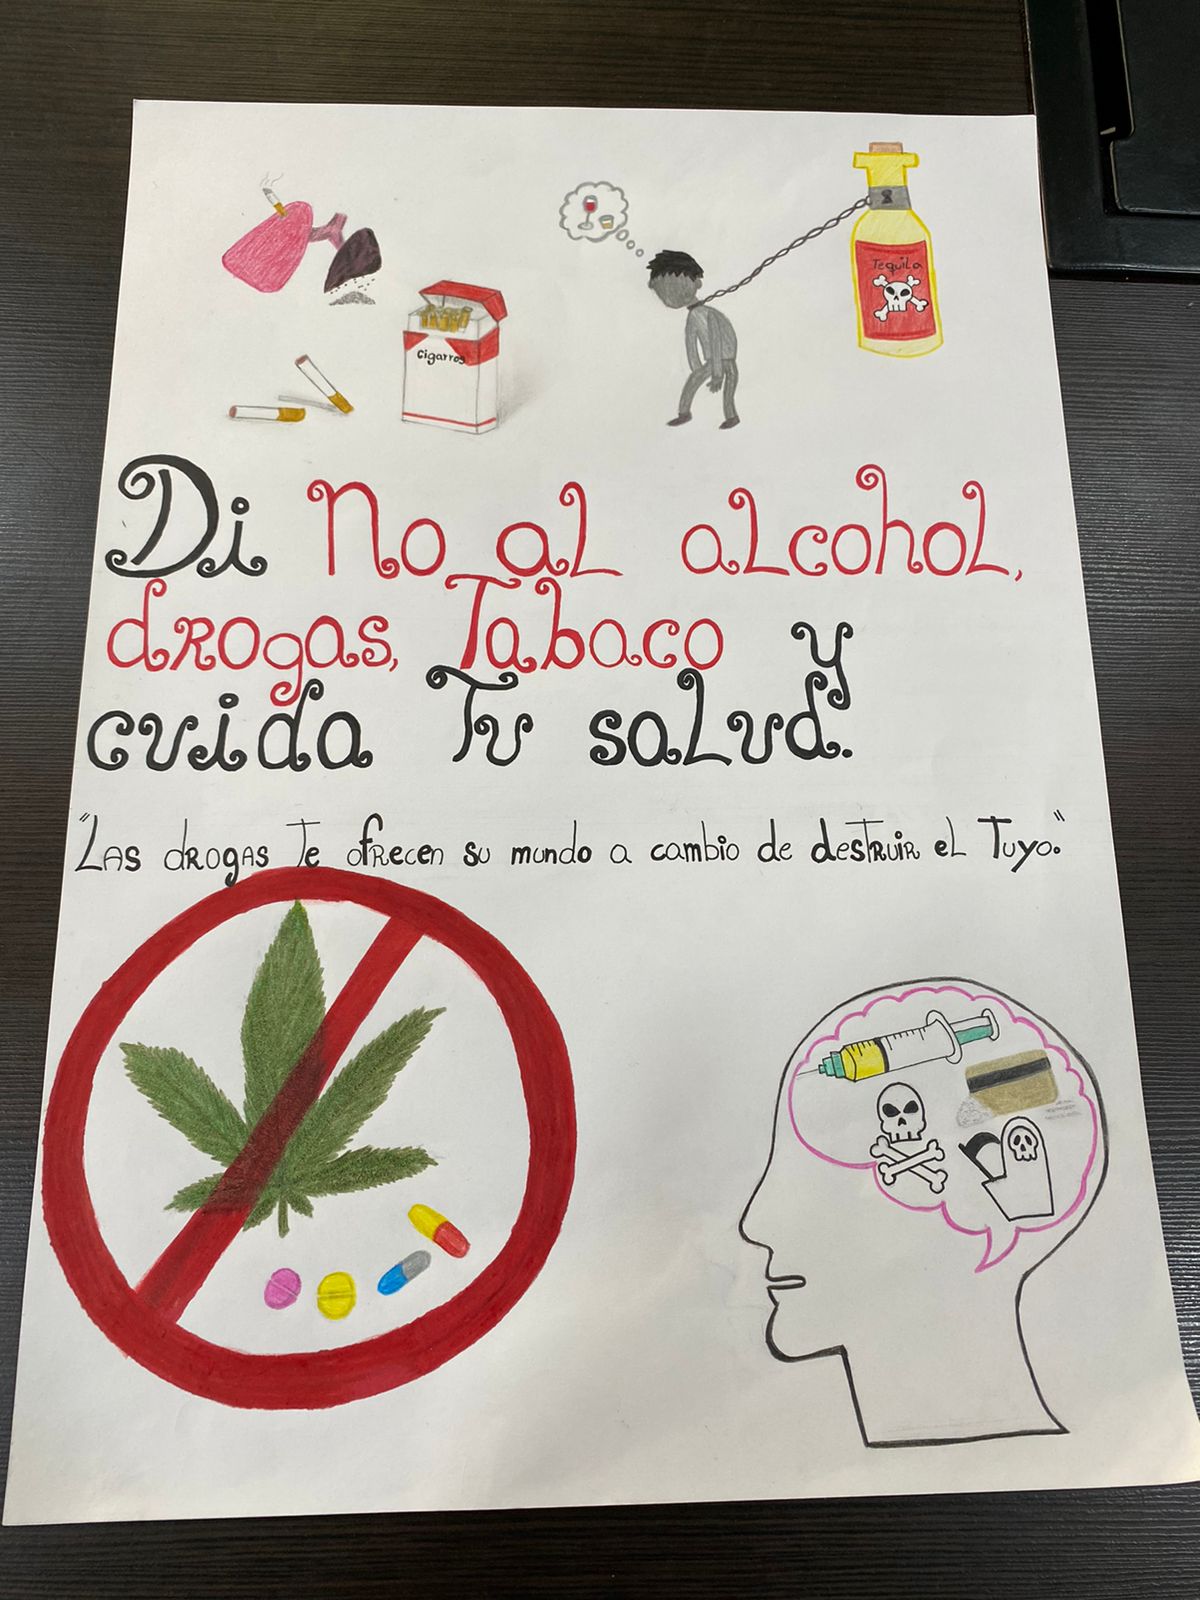 Tequila
Cigarros
Di No al alcohol,
drogas, Tabaco y
cuida Tu salud.
"Las drogas Te ofrecen su mundo a cambio de destruir el Tuyo."